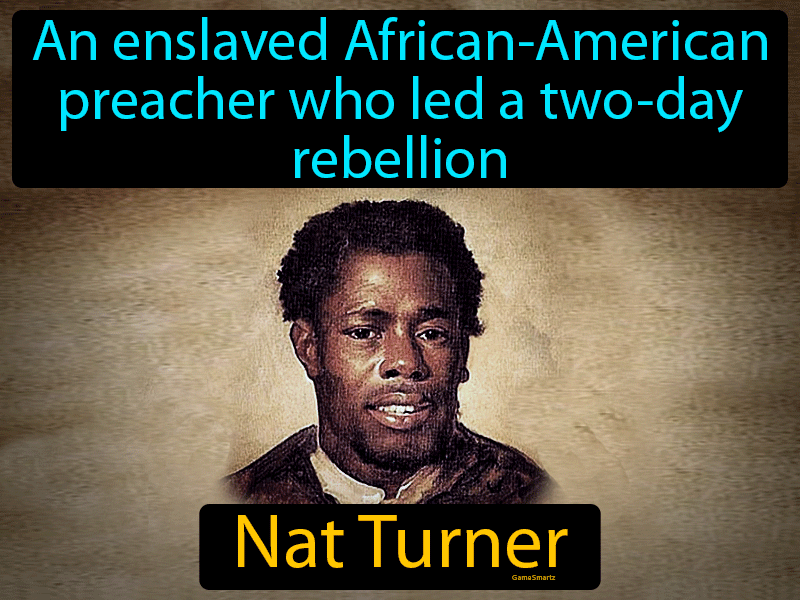 An enslaved African-American
preacher who led a two-day
rebellion
Nat Turner
GameSmartz